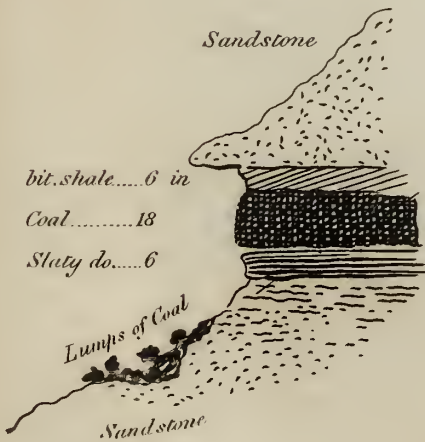 Sandstone
bit. shale......6 in
Coal..........18
Slaty do.....6
Lumps of Coal
Sandstone